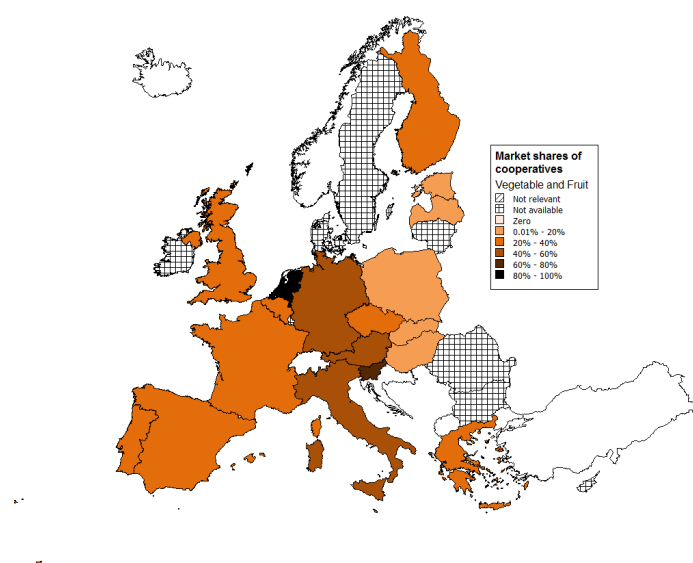 Market shares of
cooperatives
Vegetable and Fruit
Not relevant
Not available
Zero
0.01% - 20%
20% - 40%
40% - 60%
60% - 80%
80% - 100%